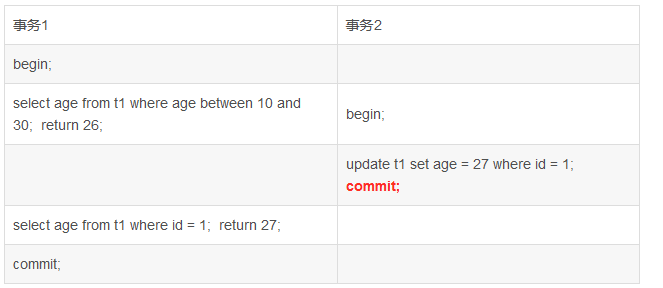 事务1
事务2
begin;
select age from t1 where age between 10 and
30;  return 26;
begin;
update t1 set age = 27 where id = 1;
commit;
select age from t1 where id = 1;  return 27;
commit;